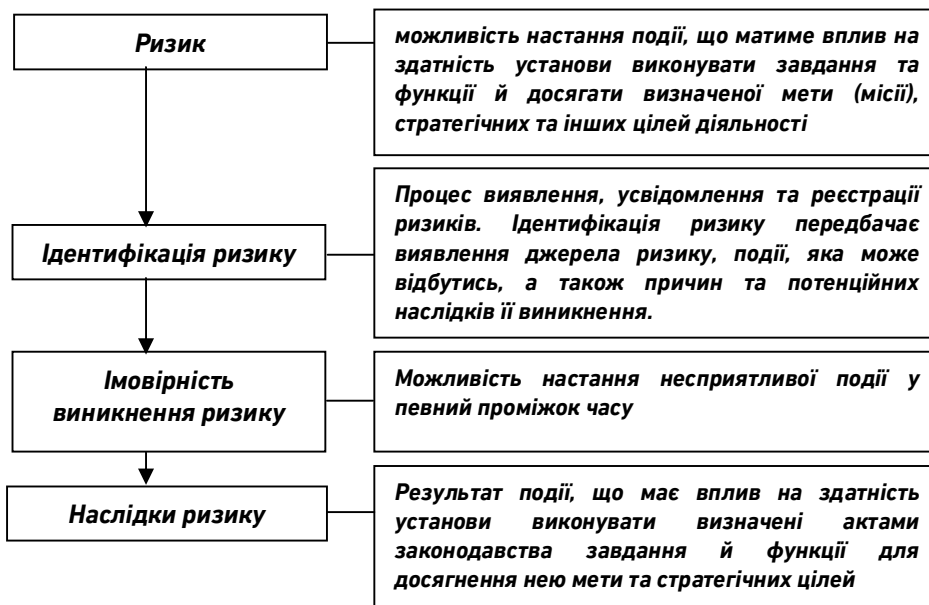 Ризик
можливість настання події, що матиме вплив на
здатність установи виконувати завдання та
функції й досягати визначеної мети (місії),
стратегічних та інших цілей діяльності
Ідентифікація ризику
Процес виявлення, усвідомлення та реєстрації
ризиків. Ідентифікація ризику передбачає
виявлення джерела ризику, події, яка може
відбутись, а також причин та потенційних
наслідків її виникнення.
Імовірність
виникнення ризику
Можливість настання несприятливої події у
певний проміжок часу
Наслідки ризику
Результат події, що має вплив на здатність
установи виконувати визначені актами
законодавства завдання й функції для
досягнення нею мети та стратегічних цілей